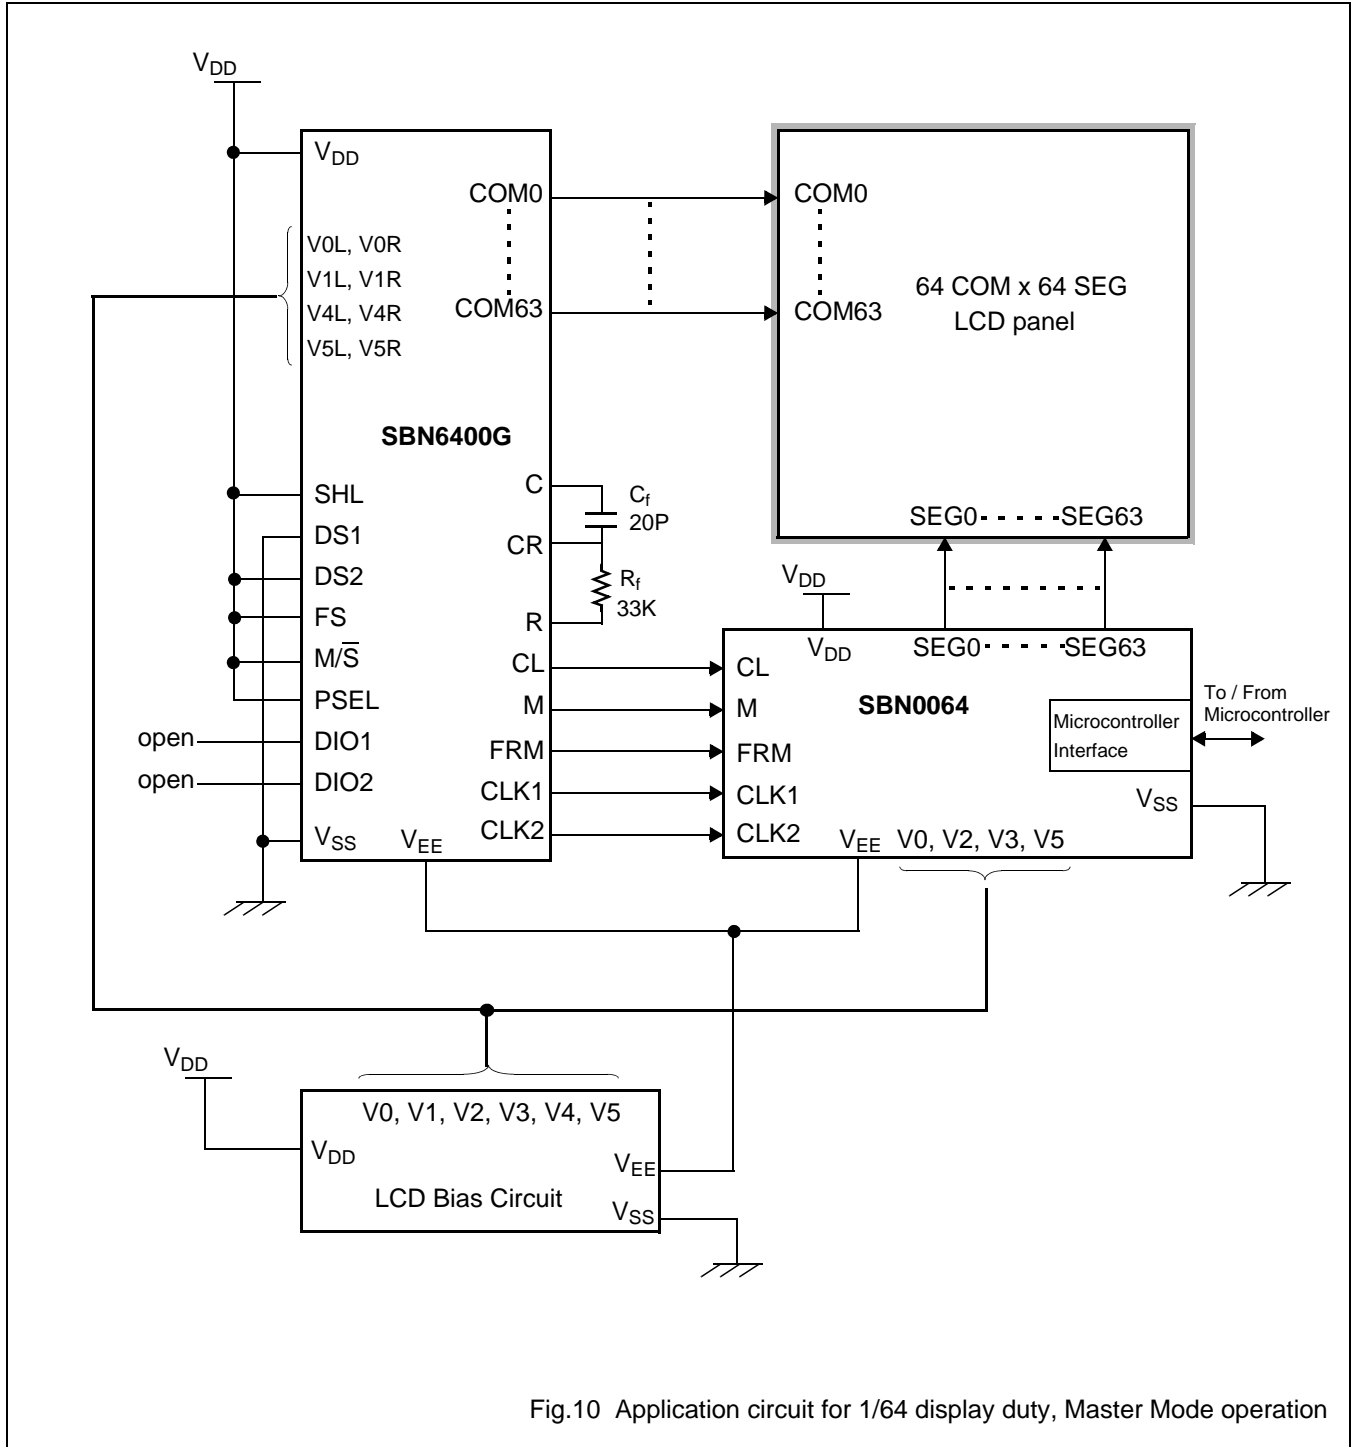 VDD
VDD
COM0
COM0
V0L, V0R
V1L, V1R
V4L, V4R
V5L, V5R
COM63
COM63
64 COM x 64 SEG
LCD panel
SBN6400G
SHL
DS1
DS2
FS
M/S̅
PSEL
DIO1
DIO2
VSS
open
open
C
CR
R
CL
M
FRM
CLK1
CLK2
VEE
Cf
20P
Rf
33K
SEG0
SEG63
VDD
VDD
SEG0
SEG63
CL
M
FRM
CLK1
CLK2
SBN0064
Microcontroller
Interface
To / From
Microcontroller
VSS
VEE
V0, V2, V3, V5
VDD
V0, V1, V2, V3, V4, V5
VDD
VEE
LCD Bias Circuit
VSS
Fig.10 Application circuit for 1/64 display duty, Master Mode operation